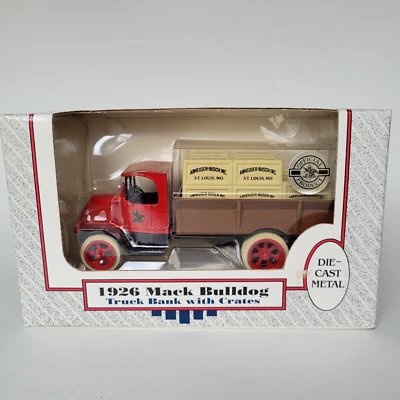 ANHEUSER-BUSCH INC.
ST. LOUIS, MO
ANHEUSER-BUSCH INC.
ST. LOUIS, MO
OFFICIAL
PRODUCT
DIE-
CAST
METAL
1926 Mack Bulldog
Truck Bank with Crates